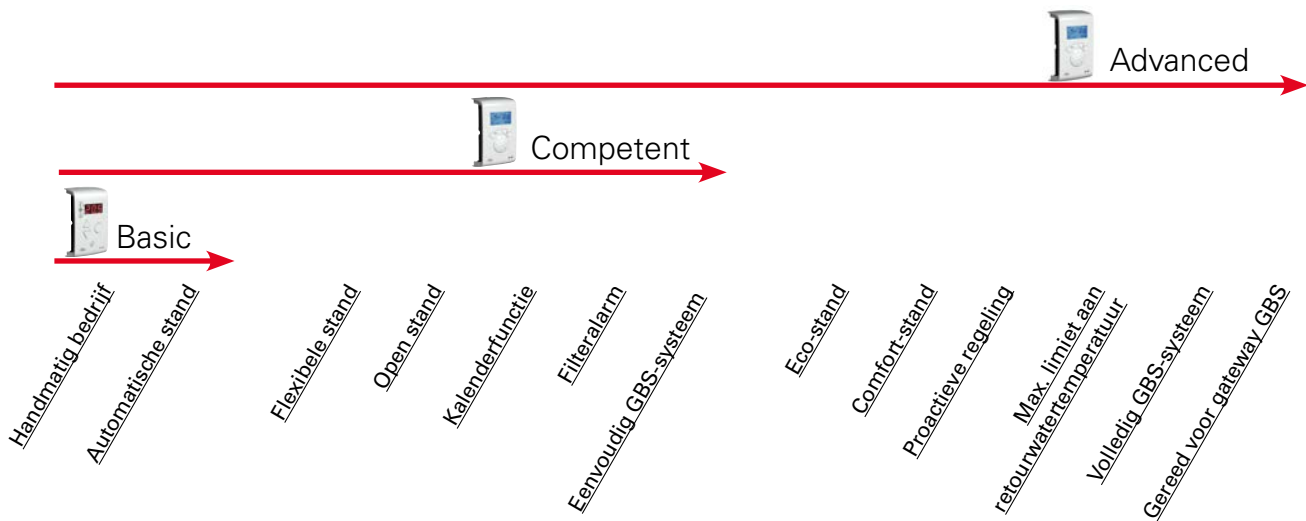 Advanced
Competent
Basic
Handmatig bedrijf
Automatische stand
Flexibele stand
Open stand
Kalenderfunctie
Filteralarm
Eenvoudig GBS-systeem
Eco-stand
Comfort-stand
Proactieve regeling
Max. limiet aan
retourwatertemperatuur
Volledig GBS-systeem
Gereed voor gateway GBS